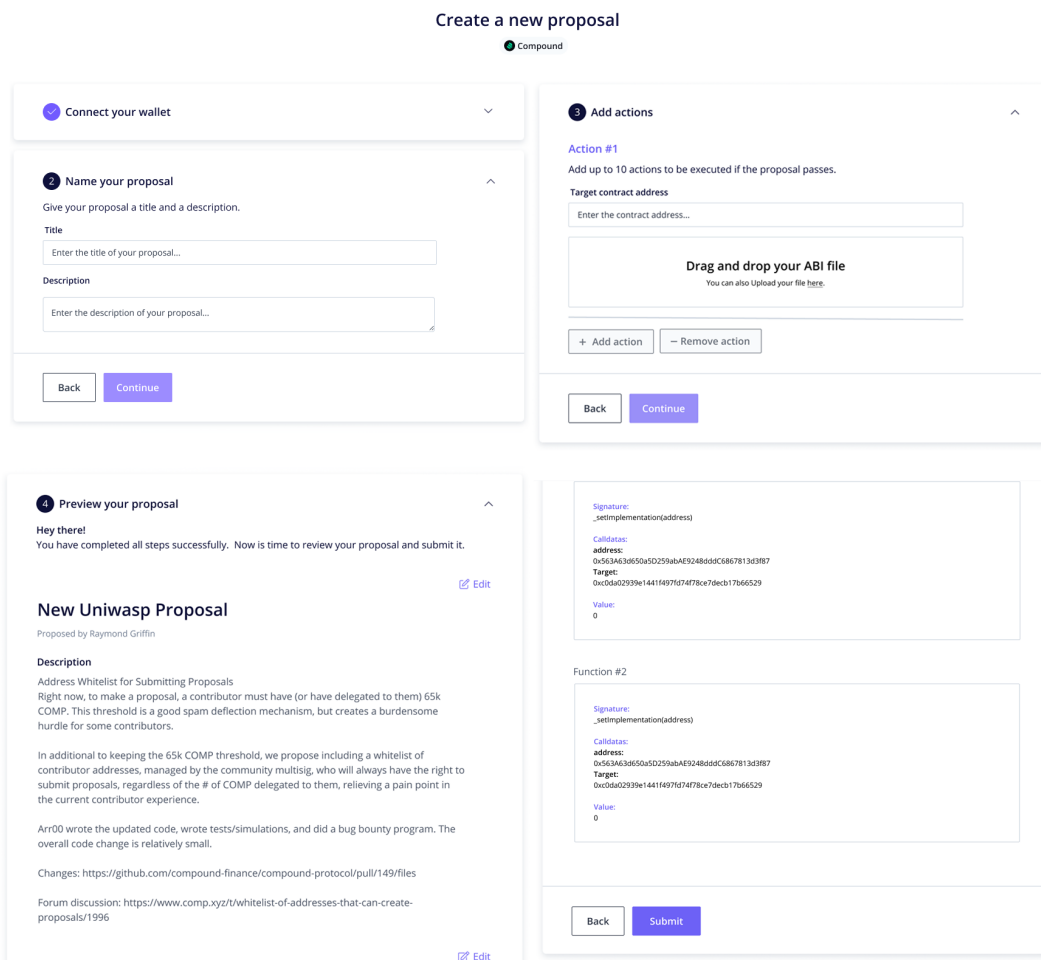 Create a new proposal
Compound
Connect your wallet
2 Name your proposal
Give your proposal a title and a description.
Title
Enter the title of your proposal...
Description
Enter the description of your proposal...
Back Continue
3 Add actions
Action #1
Add up to 10 actions to be executed if the proposal passes.
Target contract address
Enter the contract address...
Drag and drop your ABI file
You can also Upload your file here.
+ Add action − Remove action
Back Continue
4 Preview your proposal
Hey there!
You have completed all steps successfully. Now is time to review your proposal and submit it.
Edit
New Uniwasp Proposal
Proposed by Raymond Griffin
Description
Address Whitelist for Submitting Proposals
Right now, to make a proposal, a contributor must have (or have delegated to them) 65k
COMP. This threshold is a good spam deflection mechanism, but creates a burdensome
hurdle for some contributors.
In additional to keeping the 65k COMP threshold, we propose including a whitelist of
contributor addresses, managed by the community multisig, who will always have the right to
submit proposals, regardless of the # of COMP delegated to them, relieving a pain point in
the current contributor experience.
Arr00 wrote the updated code, wrote tests/simulations, and did a bug bounty program. The
overall code change is relatively small.
Changes: https://github.com/compound-finance/compound-protocol/pull/149/files
Forum discussion: https://www.comp.xyz/t/whitelist-of-addresses-that-can-create-
proposals/1996
Edit
Signature:
_setImplementation(address)
Calldatas:
address:
0x563A63d650a5D259abAE9248dddC6867813d3f87
Target:
0xc0da02939e1441f497fd74f78ce7decb17b66529
Value:
0
Function #2
Signature:
_setImplementation(address)
Calldatas:
address:
0x563A63d650a5D259abAE9248dddC6867813d3f87
Target:
0xc0da02939e1441f497fd74f78ce7decb17b66529
Value:
0
Back Submit